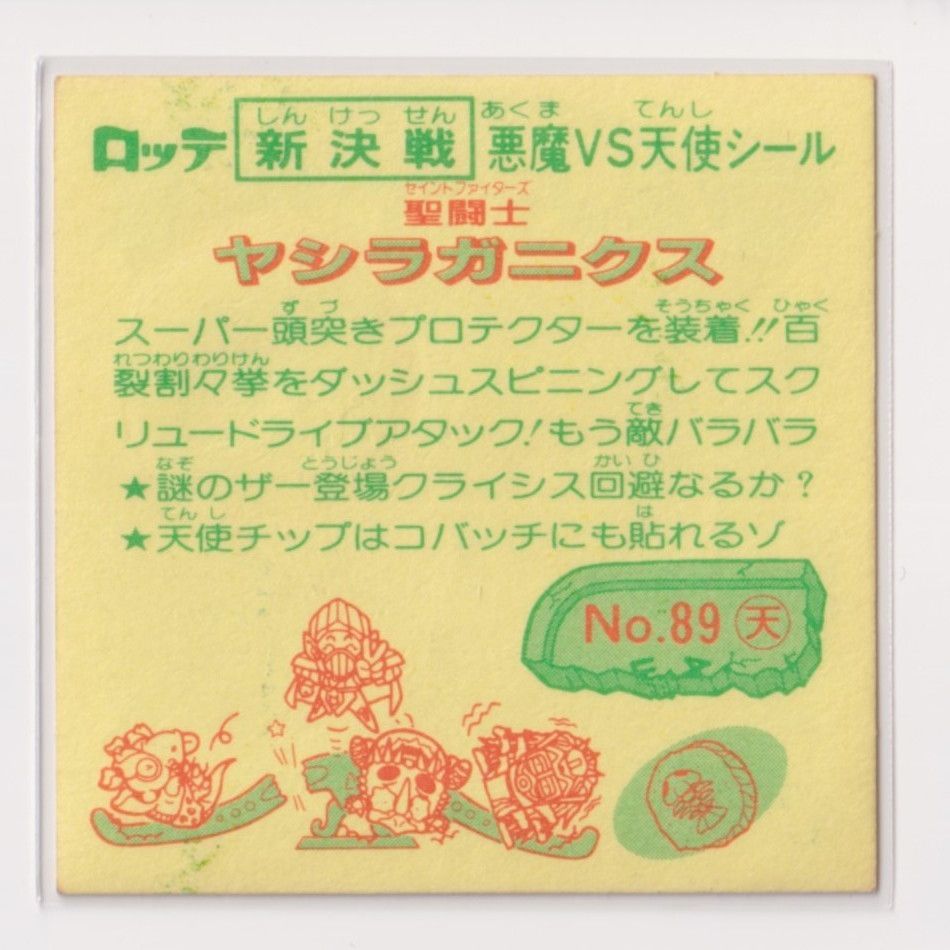 しん けっ せん あくま てんし
ロッテ 新決戦 悪魔VS天使シール
セイントファイターズ
聖闘士
ヤシラガニクス
ず づ そうちゃく ひゃく
スーパー頭突きプロテクターを装着!!百
れつわりわりけん
裂割々拳をダッシュスピニングしてスク
てき
リュードライブアタック!もう敵バラバラ
なぞ とうじょう かい ひ
★謎のザー登場クライシス回避なるか?
てん し は
★天使チップはコバッチにも貼れるゾ
No.89 天